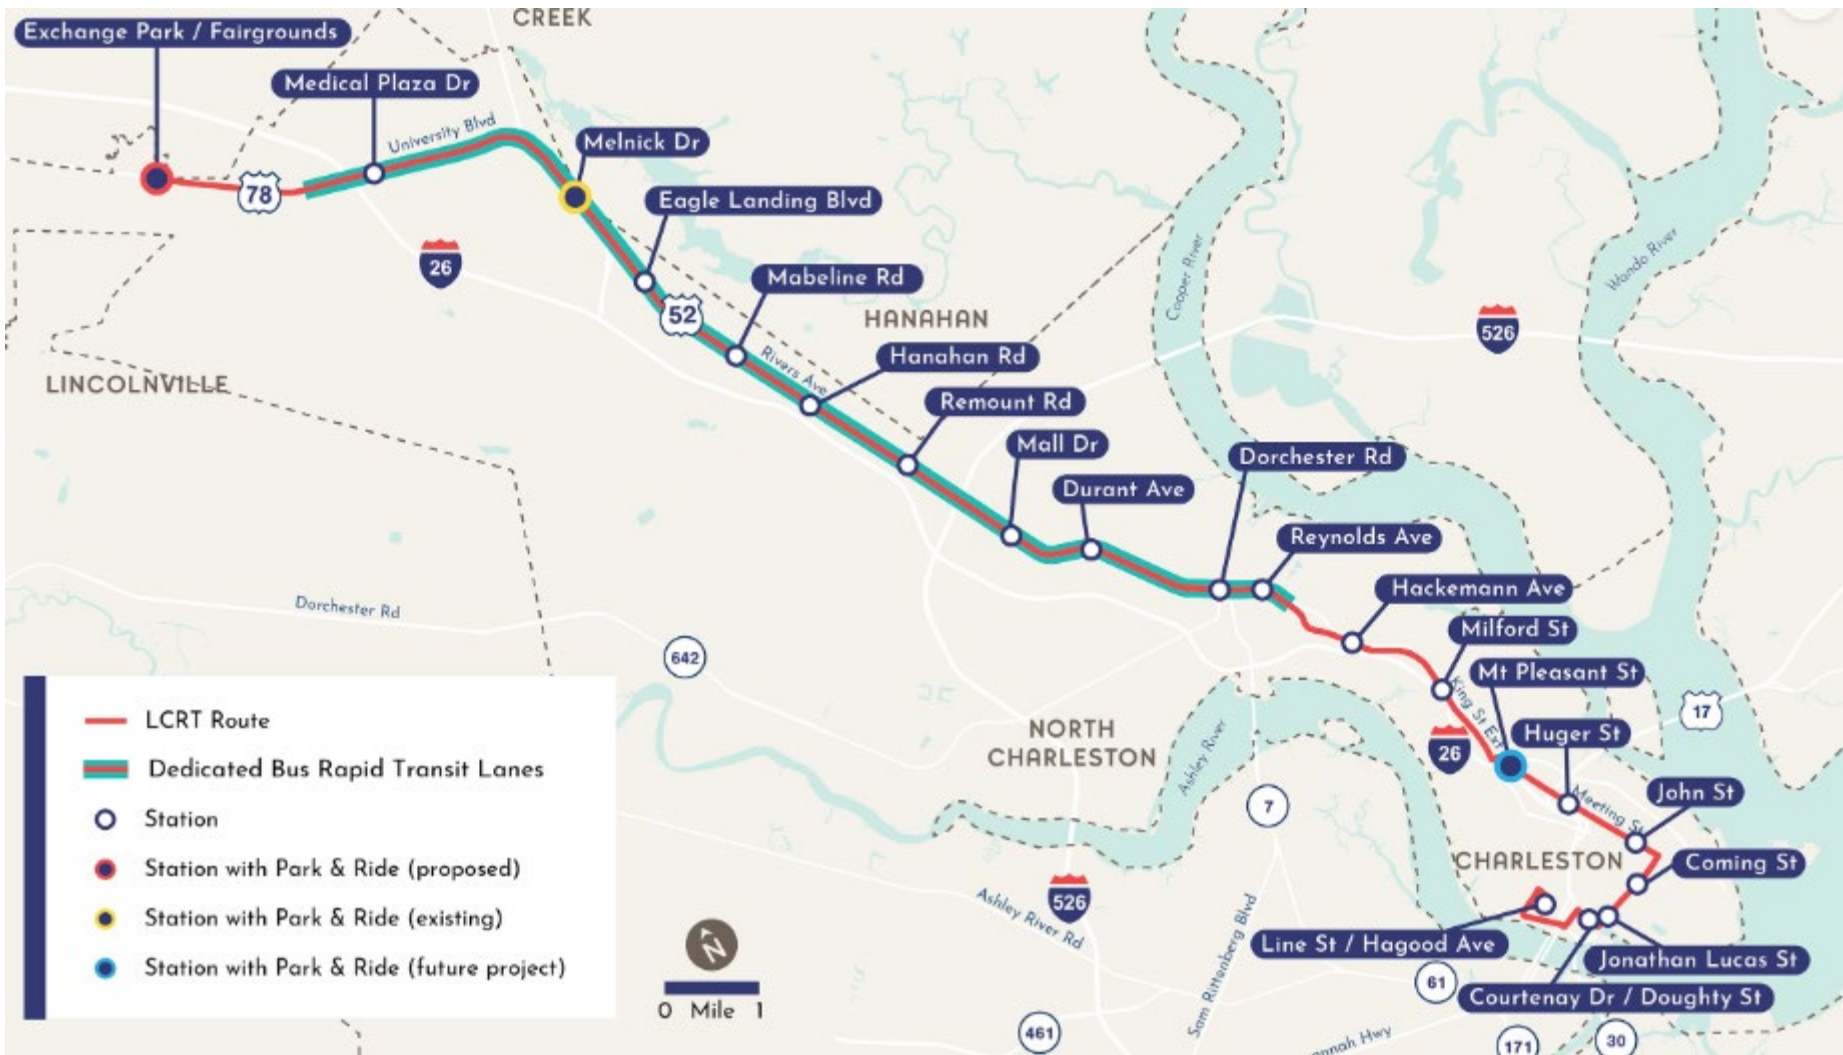 CREEK
Exchange Park / Fairgrounds
Medical Plaza Dr
University Blvd
Melnick Dr
78
Eagle Landing Blvd
26
Mabeline Rd
52
HANAHAN
Cooper River
Wando River
526
Rivers Ave
Hanahan Rd
LINCOLNVILLE
Remount Rd
Mall Dr
Dorchester Rd
Durant Ave
Reynolds Ave
Hackemann Ave
Dorchester Rd
Milford St
642
Mt Pleasant St
King St Ext
17
NORTH
CHARLESTON
Ashley River
26
Huger St
7
Meeting St
John St
CHARLESTON
Coming St
526
Ashley River Rd
Sam Rittenberg Blvd
Line St / Hagood Ave
Jonathan Lucas St
61
Courtenay Dr / Doughty St
461
Hwy
171
30
LCRT Route
Dedicated Bus Rapid Transit Lanes
Station
Station with Park & Ride (proposed)
Station with Park & Ride (existing)
Station with Park & Ride (future project)
N
0 Mile 1